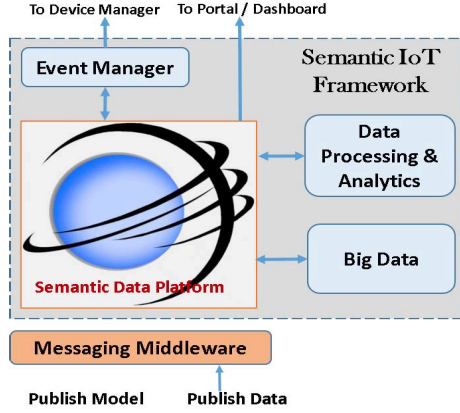 To Device Manager
To Portal / Dashboard
Event Manager
Semantic IoT
Framework
Data
Processing &
Analytics
Big Data
Semantic Data Platform
Messaging Middleware
Publish Model
Publish Data